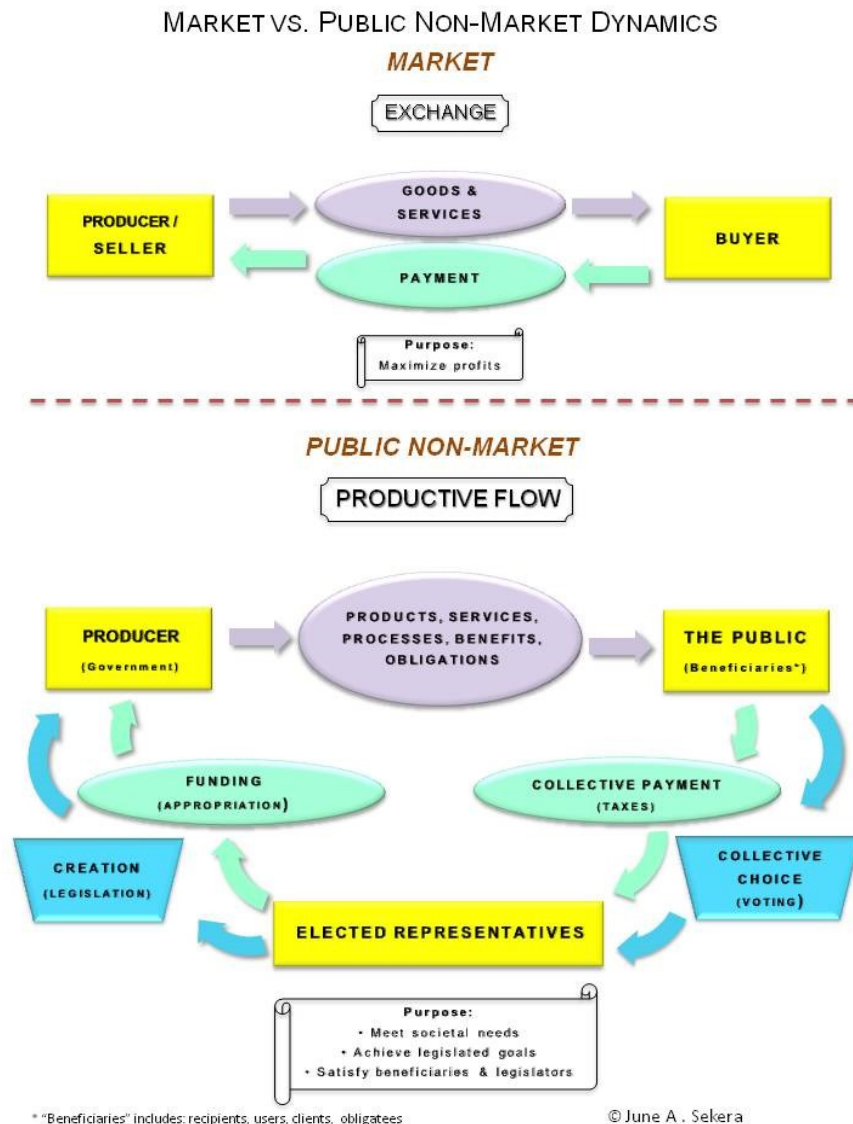 MARKET VS. PUBLIC NON-MARKET DYNAMICS
MARKET
EXCHANGE
GOODS &
SERVICES
PRODUCER /
SELLER
BUYER
PAYMENT
Purpose:
Maximize profits
PUBLIC NON-MARKET
PRODUCTIVE FLOW
PRODUCTS, SERVICES,
PROCESSES, BENEFITS,
OBLIGATIONS
PRODUCER
(Government)
THE PUBLIC
(Beneficiaries*)
FUNDING
(APPROPRIATION)
COLLECTIVE PAYMENT
(TAXES)
CREATION
(LEGISLATION)
COLLECTIVE
CHOICE
(VOTING)
ELECTED REPRESENTATIVES
Purpose:
• Meet societal needs
• Achieve legislated goals
• Satisfy beneficiaries & legislators
* "Beneficiaries" includes: recipients, users, clients, obligatees
© June A. Sekera